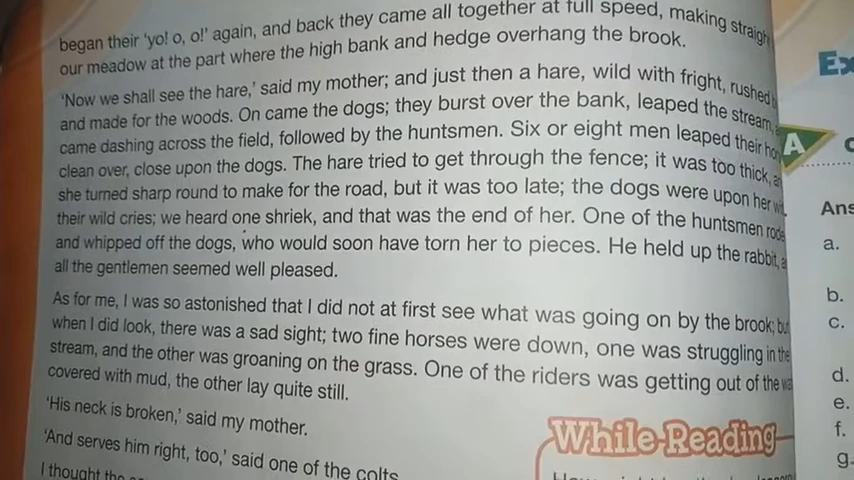 began their 'yo! o, o!' again, and back they came all together at full speed, making straigh
our meadow at the part where the high bank and hedge overhang the brook.
'Now we shall see the hare,' said my mother; and just then a hare, wild with fright, rushed
and made for the woods. On came the dogs; they burst over the bank, leaped the stream,
came dashing across the field, followed by the huntsmen. Six or eight men leaped their
clean over, close upon the dogs. The hare tried to get through the fence; it was too thick,
she turned sharp round to make for the road, but it was too late; the dogs were upon her
their wild cries; we heard one shriek, and that was the end of her. One of the huntsmen rode
and whipped off the dogs, who would soon have torn her to pieces. He held up the rabbit,
all the gentlemen seemed well pleased.
As for me, I was so astonished that I did not at first see what was going on by the brook; but
when I did look, there was a sad sight; two fine horses were down, one was struggling in the
stream, and the other was groaning on the grass. One of the riders was getting out of the
covered with mud, the other lay quite still.
'His neck is broken,' said my mother.
'And serves him right, too,' said one of the colts
I thought the
While-Reading
Ex
A
Ans
a.
b.
c.
d.
e.
f.
g.